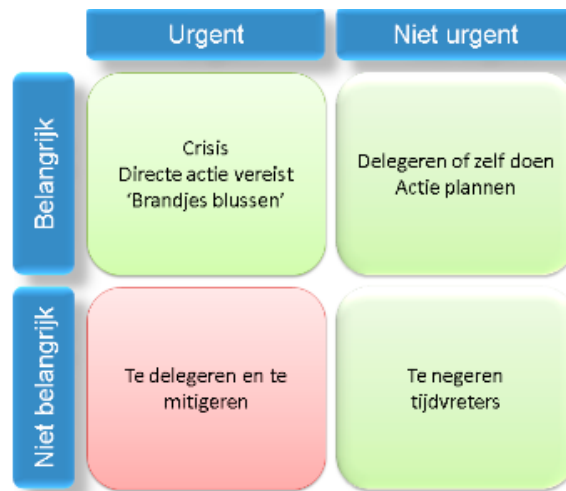 Urgent
Niet urgent
Belangrijk
Crisis
Directe actie vereist
‘Brandjes blussen’
Delegeren of zelf doen
Actie plannen
Niet belangrijk
Te delegeren en te
mitigeren
Te negeren
tijdvreters